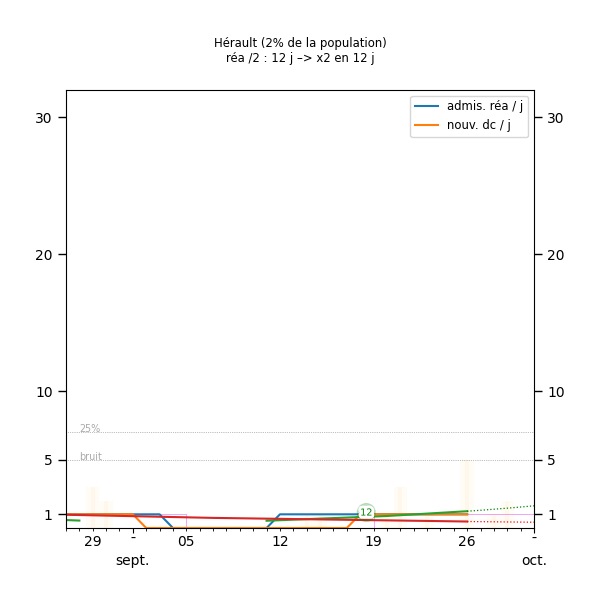 Hérault (2% de la population)
réa /2 : 12 j –> x2 en 12 j
admis. réa / j
nouv. dc / j
30 30
20 20
10 10
25%
5 bruit 5
12
1 1
29 - 05 12 19 26 -
sept. oct.